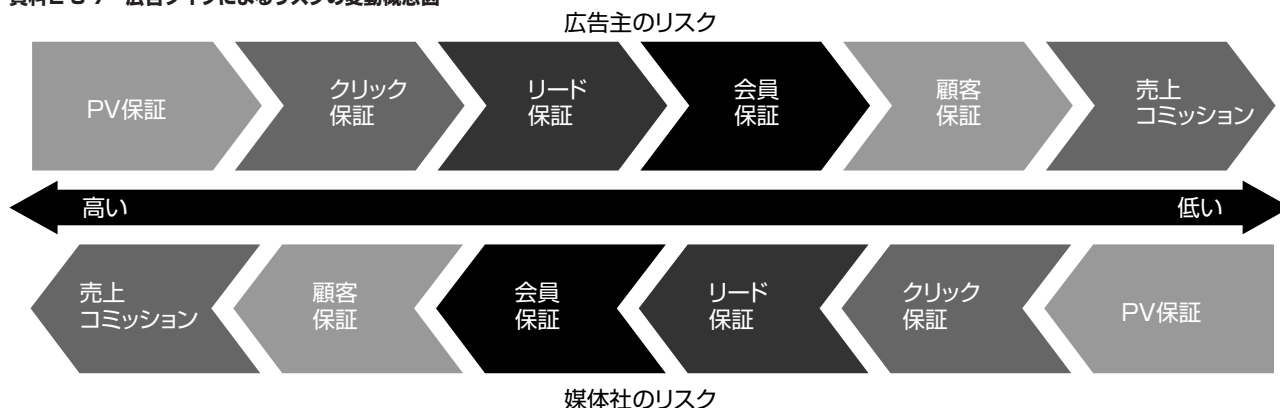 広告主のリスク
PV保証
クリック
保証
リード
保証
会員
保証
顧客
保証
売上
コミッション
高い
低い
売上
コミッション
顧客
保証
会員
保証
リード
保証
クリック
保証
PV保証
媒体社のリスク